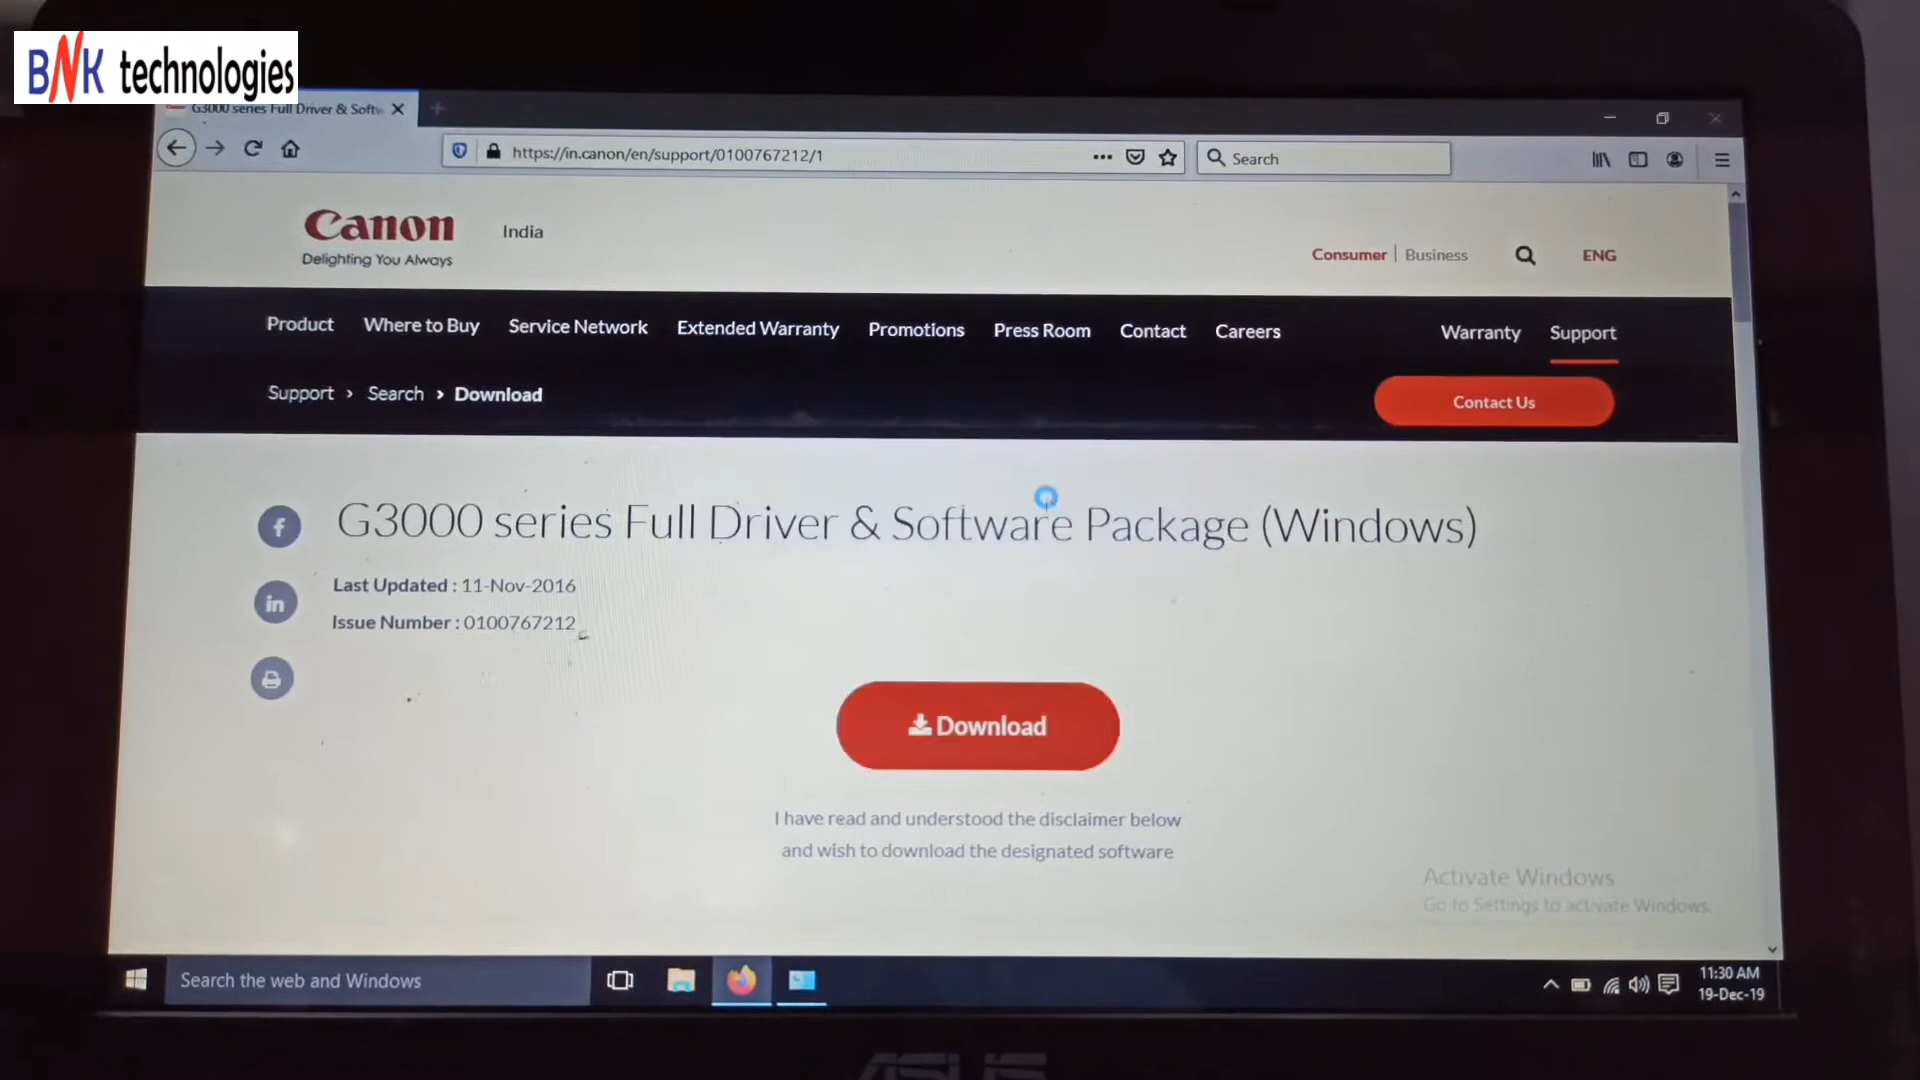 BNK technologies
G3000 series Full Driver & Softw
https://in.canon/en/support/0100767212/1
Search
Canon
India
Delighting You Always
Consumer | Business
ENG
Product Where to Buy Service Network Extended Warranty Promotions Press Room Contact Careers Warranty Support
Support › Search › Download
Contact Us
G3000 series Full Driver & Software Package (Windows)
Last Updated : 11-Nov-2016
Issue Number : 0100767212
Download
I have read and understood the disclaimer below
and wish to download the designated software
Activate Windows
Go to Settings to activate Windows.
Search the web and Windows
11:30 AM
19-Dec-19
ASUS